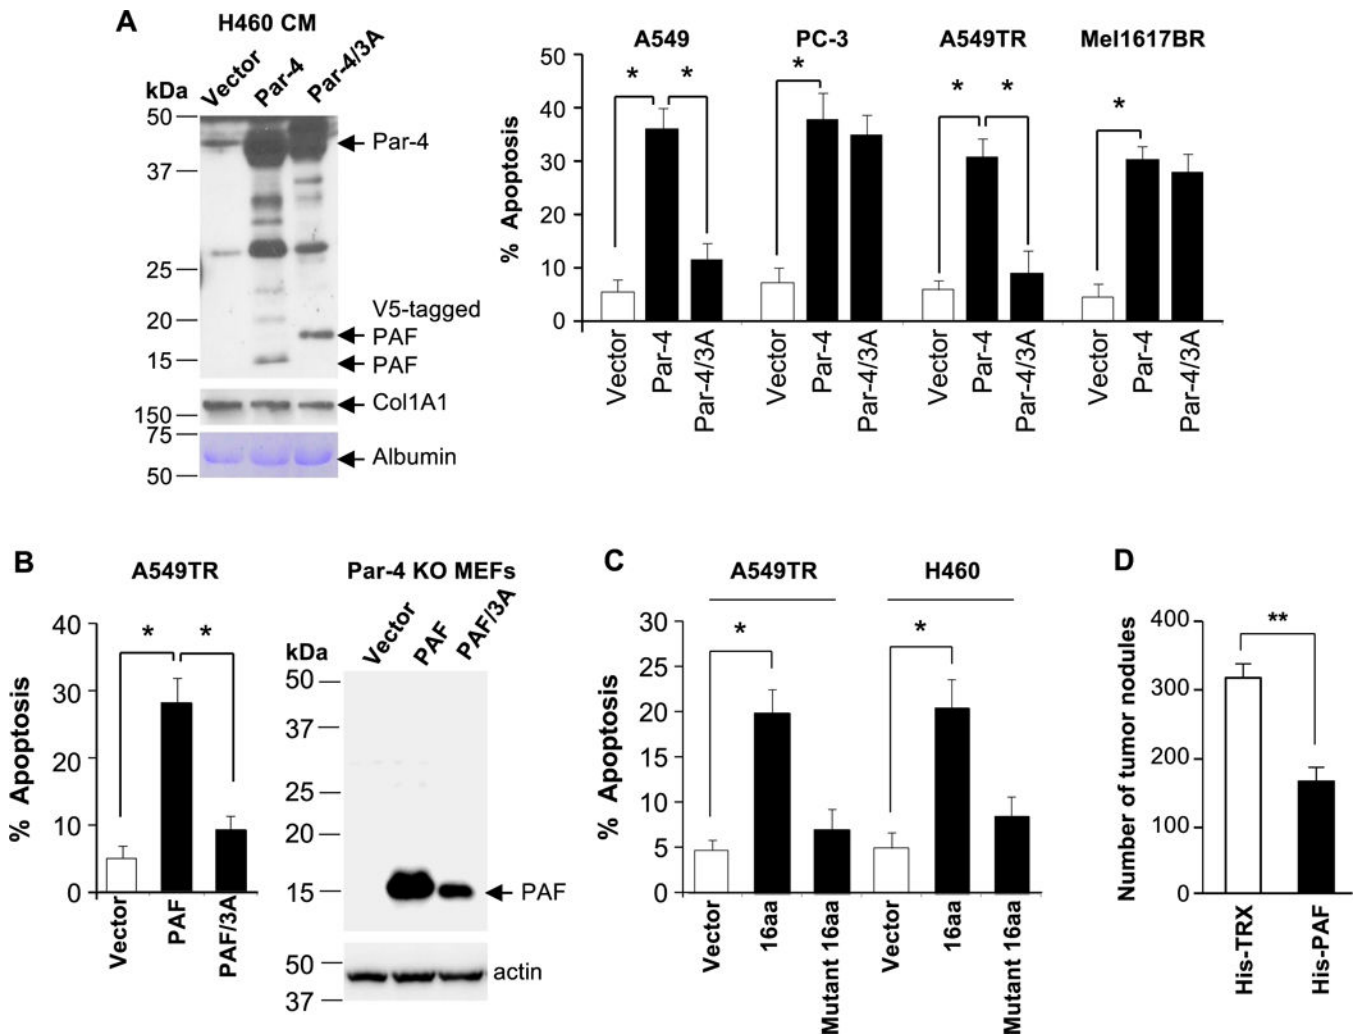 A
H460 CM
Vector
Par-4
Par-4/3A
kDa
50
37
25
20
15
150
75
50
Par-4
V5-tagged
PAF
PAF
Col1A1
Albumin
A549
PC-3
A549TR
Mel1617BR
% Apoptosis
50
40
30
20
10
0
*
*
*
*
*
*
Vector
Par-4
Par-4/3A
Vector
Par-4
Par-4/3A
Vector
Par-4
Par-4/3A
Vector
Par-4
Par-4/3A
B
A549TR
% Apoptosis
40
30
20
10
0
*
*
Vector
PAF
PAF/3A
Par-4 KO MEFs
Vector
PAF
PAF/3A
kDa
50
37
25
20
15
50
37
PAF
actin
C
A549TR
H460
% Apoptosis
30
25
20
15
10
5
0
*
*
Vector
16aa
Mutant 16aa
Vector
16aa
Mutant 16aa
D
Number of tumor nodules
400
300
200
100
0
**
His-TRX
His-PAF